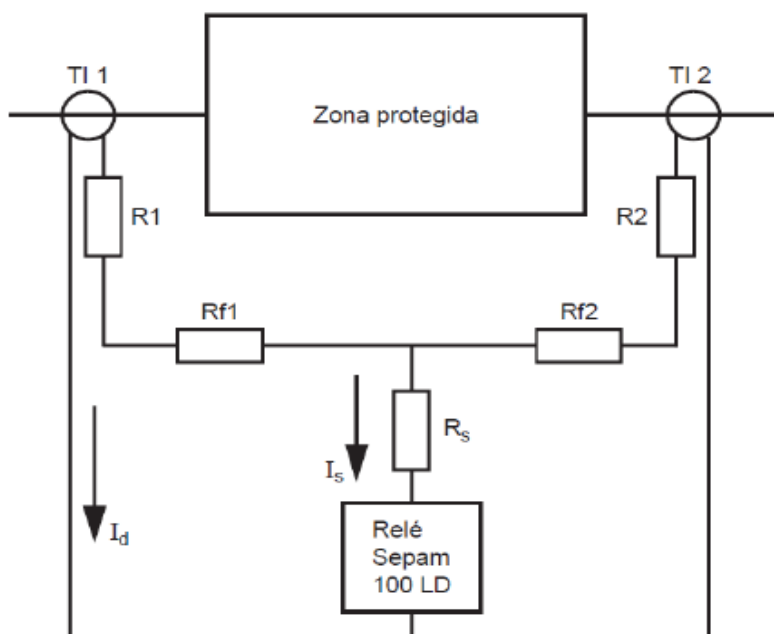 TI 1
TI 2
Zona protegida
R1
R2
Rf1
Rf2
Rs
Is
Id
Relé
Sepam
100 LD